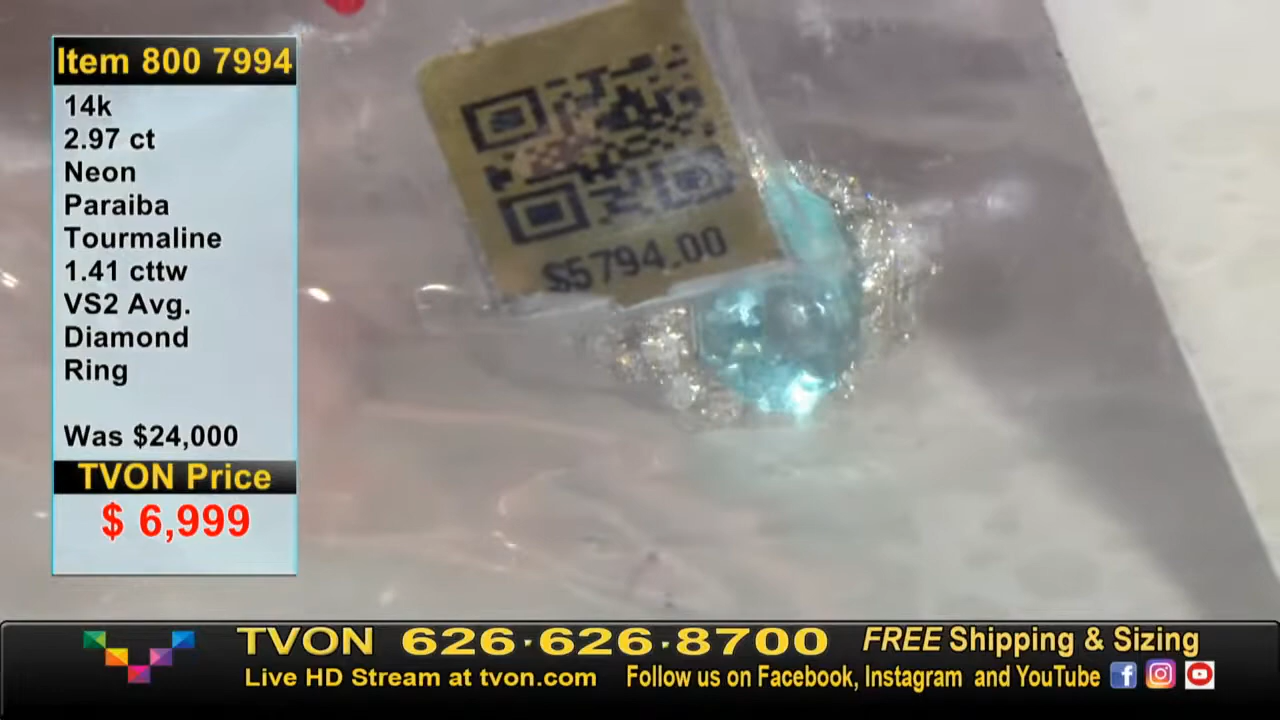 Item 800 7994
14k
2.97 ct
Neon
Paraiba
Tourmaline
1.41 cttw
VS2 Avg.
Diamond
Ring
Was $24,000
TVON Price
$ 6,999
$5794.00
TVON 626·626·8700 FREE Shipping & Sizing
Live HD Stream at tvon.com Follow us on Facebook, Instagram and YouTube